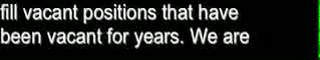 fill vacant positions that have
been vacant for years. We are